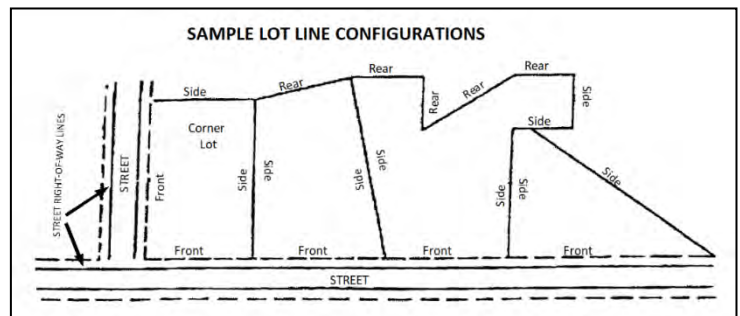 SAMPLE LOT LINE CONFIGURATIONS
Rear
Rear
Rear
Side
Rear
Rear
Side
Corner
Lot
Side
STREET RIGHT-OF-WAY LINES
STREET
Front
Side
Side
Side
Side
Side
Side
Side
Front
Front
Front
Front
STREET